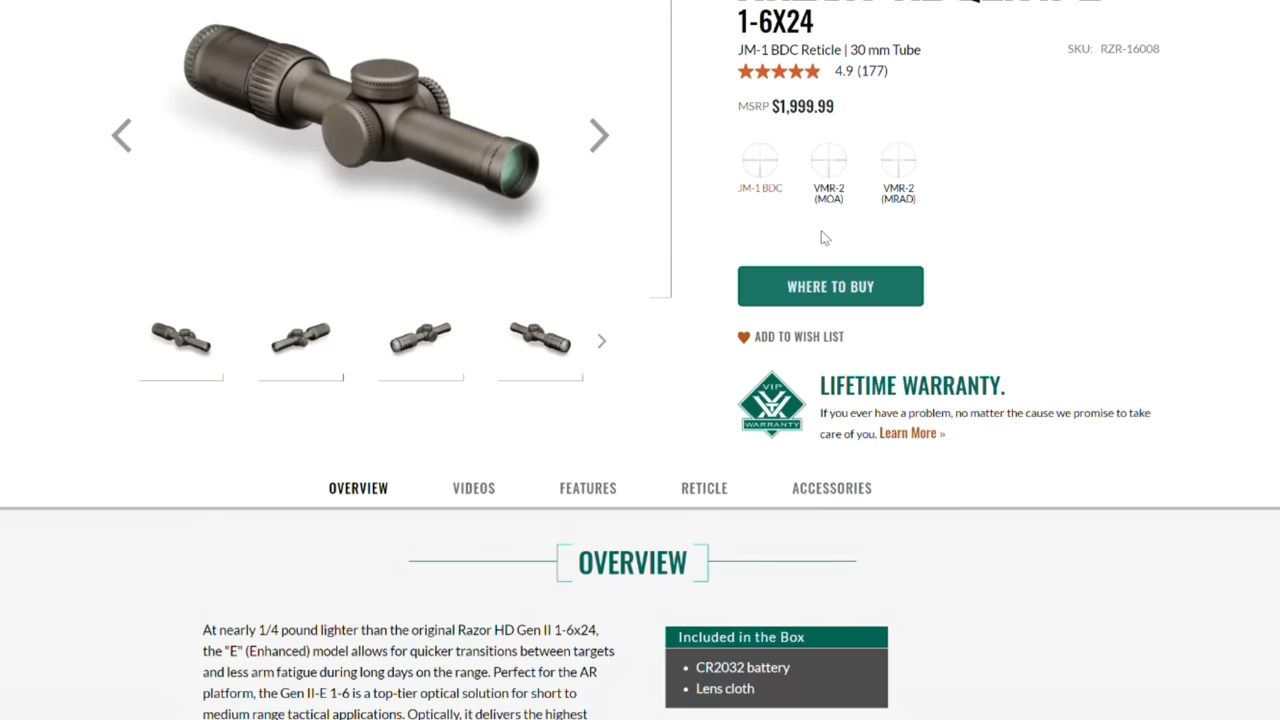 1-6X24
JM-1 BDC Reticle | 30 mm Tube
SKU: RZR-16008
4.9 (177)
MSRP $1,999.99
JM-1 BDC
VMR-2
(MOA)
VMR-2
(MRAD)
WHERE TO BUY
ADD TO WISH LIST
VIP
WARRANTY
LIFETIME WARRANTY.
If you ever have a problem, no matter the cause we promise to take
care of you. Learn More »
OVERVIEW
VIDEOS
FEATURES
RETICLE
ACCESSORIES
OVERVIEW
At nearly 1/4 pound lighter than the original Razor HD Gen II 1-6x24,
the "E" (Enhanced) model allows for quicker transitions between targets
and less arm fatigue during long days on the range. Perfect for the AR
platform, the Gen II-E 1-6 is a top-tier optical solution for short to
medium range tactical applications. Optically, it delivers the highest
Included in the Box
• CR2032 battery
• Lens cloth